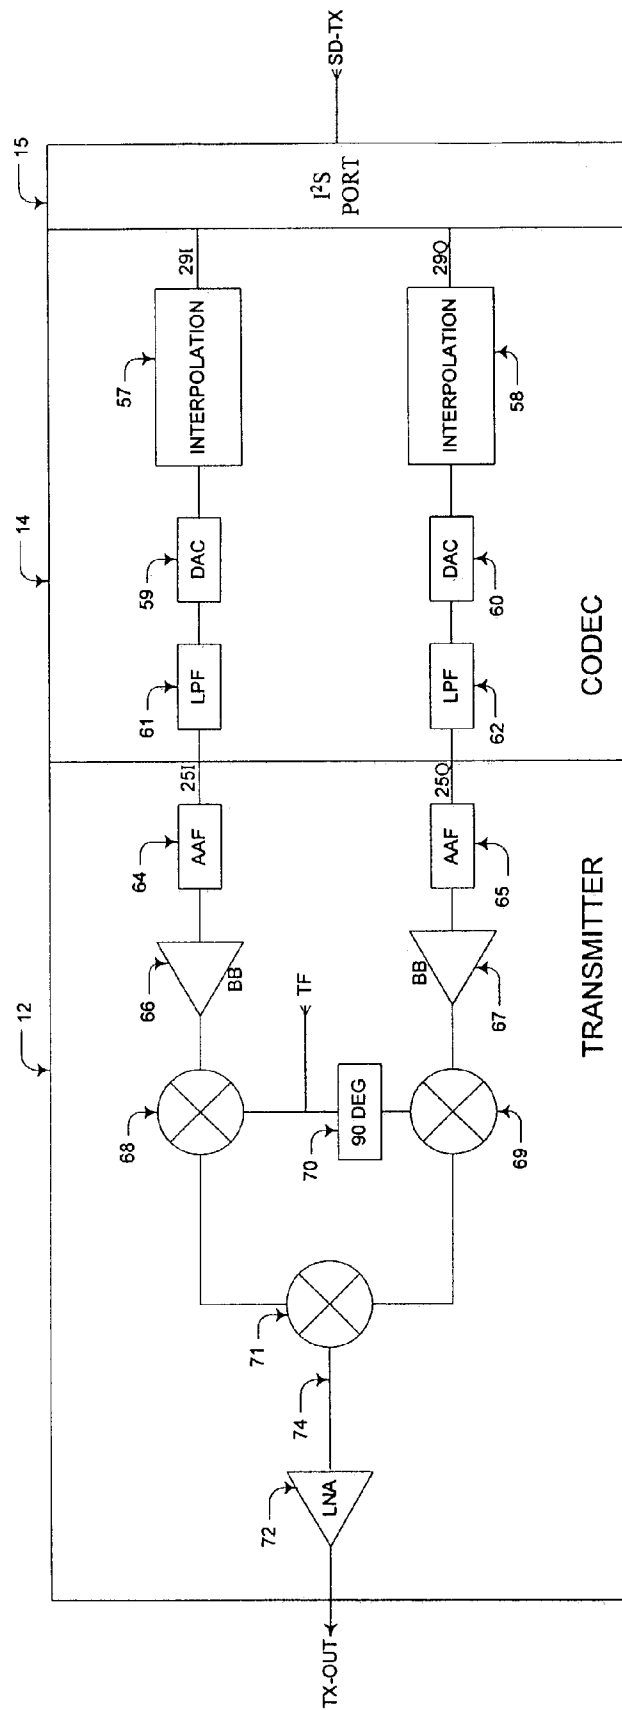 12
14
15
TX-OUT
72
LNA
74
71
68
66
BB
64
AAF
25I
61
LPF
59
DAC
57
INTERPOLATION
29I
I²S
PORT
SD-TX
TF
70
90 DEG
69
BB
67
AAF
65
25Q
LPF
62
DAC
60
INTERPOLATION
58
29Q
TRANSMITTER
CODEC